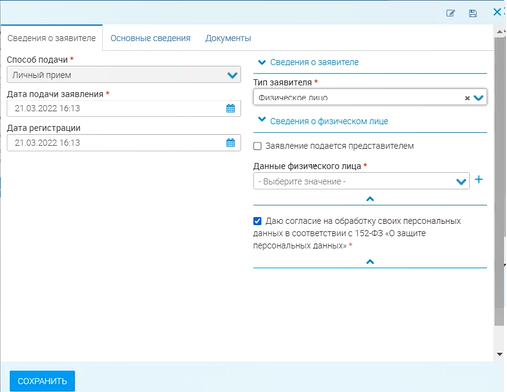 Сведения о заявителе
Основные сведения
Документы
Способ подачи *
Личный прием
Дата подачи заявления *
21.03.2022 16:13
Дата регистрации
21.03.2022 16:13
Сведения о заявителе
Тип заявителя *
Физическое лицо
Сведения о физическом лице
Заявление подается представителем
Данные физического лица *
- Выберите значение -
Даю согласие на обработку своих персональных
данных в соответствии с 152-ФЗ «О защите
персональных данных» *
СОХРАНИТЬ